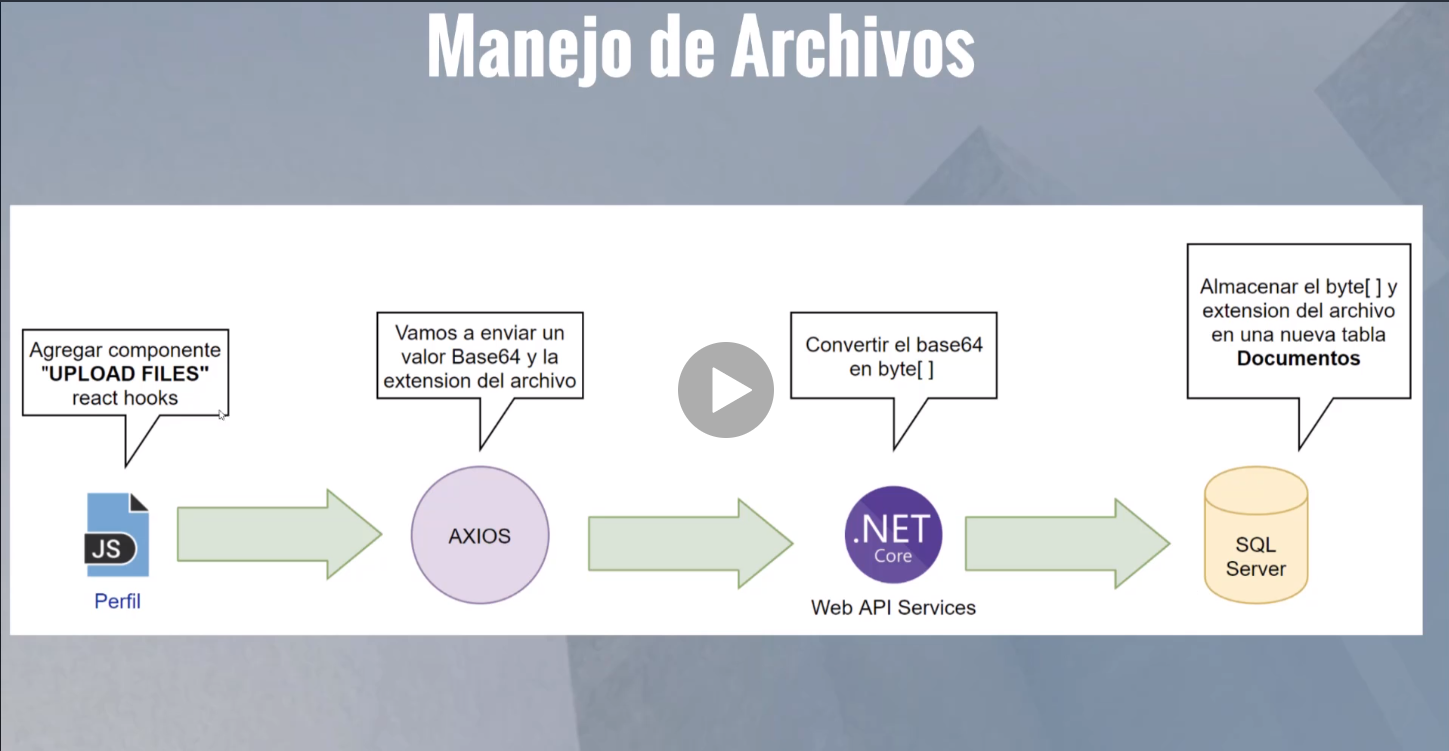 Manejo de Archivos
Agregar componente
"UPLOAD FILES"
react hooks
Vamos a enviar un
valor Base64 y la
extension del archivo
Convertir el base64
en byte[ ]
Almacenar el byte[ ] y
extension del archivo
en una nueva tabla
Documentos
JS
Perfil
AXIOS
.NET
Core
Web API Services
SQL
Server